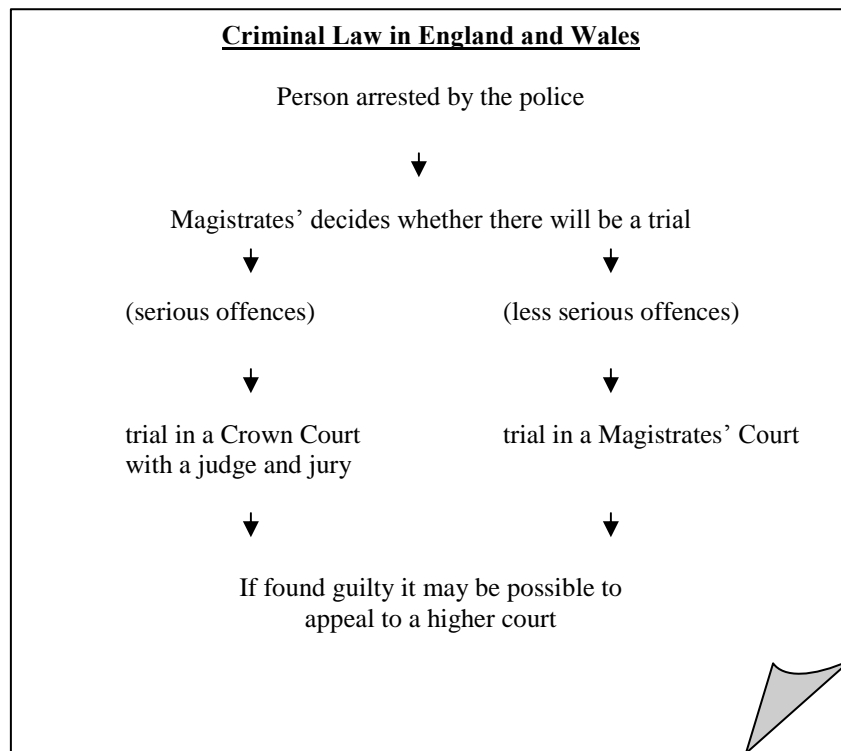 Criminal Law in England and Wales
Person arrested by the police
Magistrates’ decides whether there will be a trial
(serious offences)
(less serious offences)
trial in a Crown Court
with a judge and jury
trial in a Magistrates’ Court
If found guilty it may be possible to
appeal to a higher court